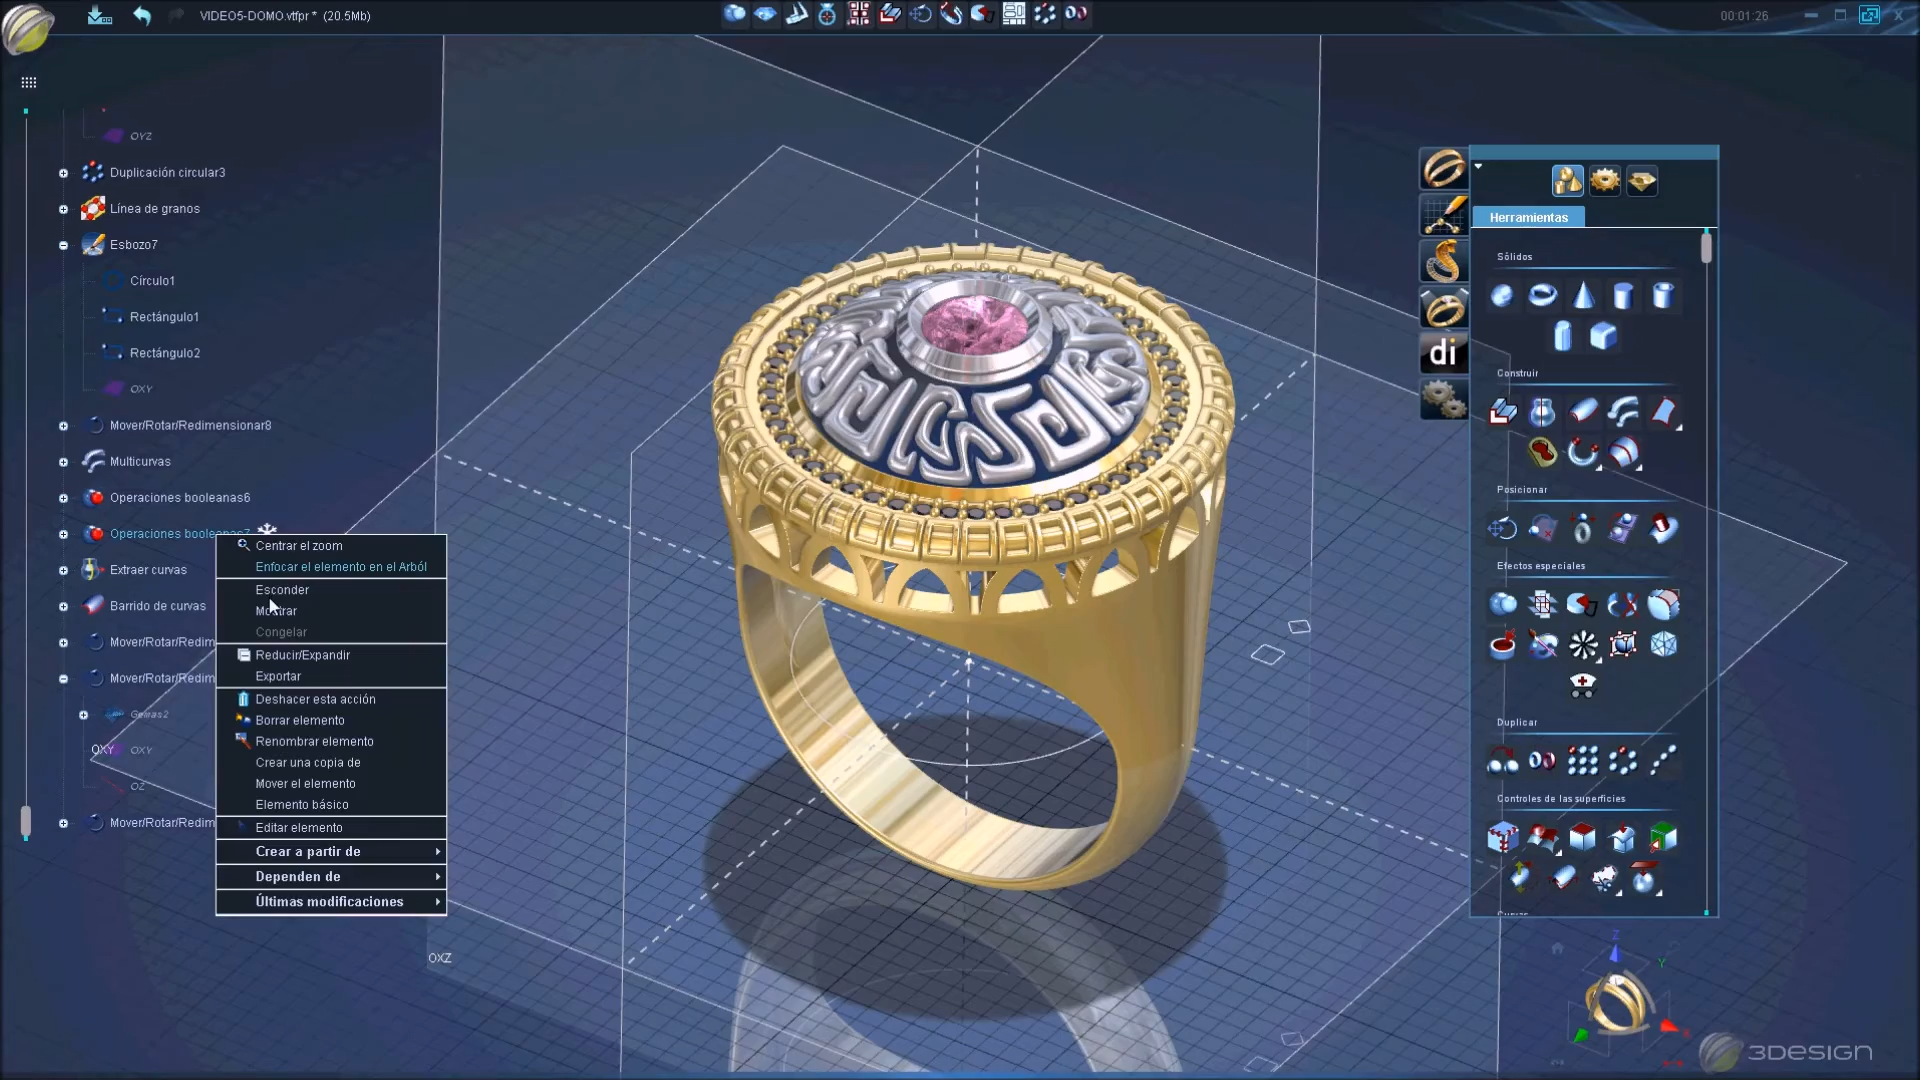 VIDEO5-DOMO.vtfpr * (20.5Mb)
00:01:26
OYZ
Duplicación circular3
Línea de granos
Esbozo7
Círculo1
Rectángulo1
Rectángulo2
OXY
Mover/Rotar/Redimensionar8
Multicurvas
Operaciones booleanas6
Operaciones booleanas7
Extraer curvas
Barrido de curvas
Mover/Rotar/Redim
Mover/Rotar/Redim
Gemas2
OXY OXY
OZ
Mover/Rotar/Redim
Centrar el zoom
Enfocar el elemento en el Arból
Esconder
Mostrar
Congelar
Reducir/Expandir
Exportar
Deshacer esta acción
Borrar elemento
Renombrar elemento
Crear una copia de
Mover el elemento
Elemento básico
Editar elemento
Crear a partir de
Dependen de
Últimas modificaciones
OXZ
di
Herramientas
Sólidos
Construir
Posicionar
Efectos especiales
Duplicar
Controles de las superficies
Curvas
Z
Y
X
3DESIGN